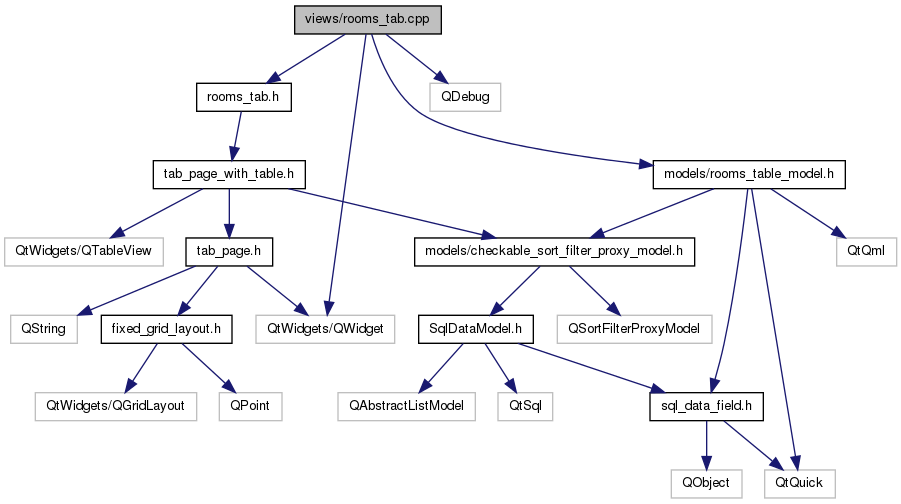 views/rooms_tab.cpp
rooms_tab.h
QDebug
tab_page_with_table.h
models/rooms_table_model.h
QtWidgets/QTableView
tab_page.h
models/checkable_sort_filter_proxy_model.h
QtQml
QString
fixed_grid_layout.h
QtWidgets/QWidget
SqlDataModel.h
QSortFilterProxyModel
QtWidgets/QGridLayout
QPoint
QAbstractListModel
QtSql
sql_data_field.h
QObject
QtQuick